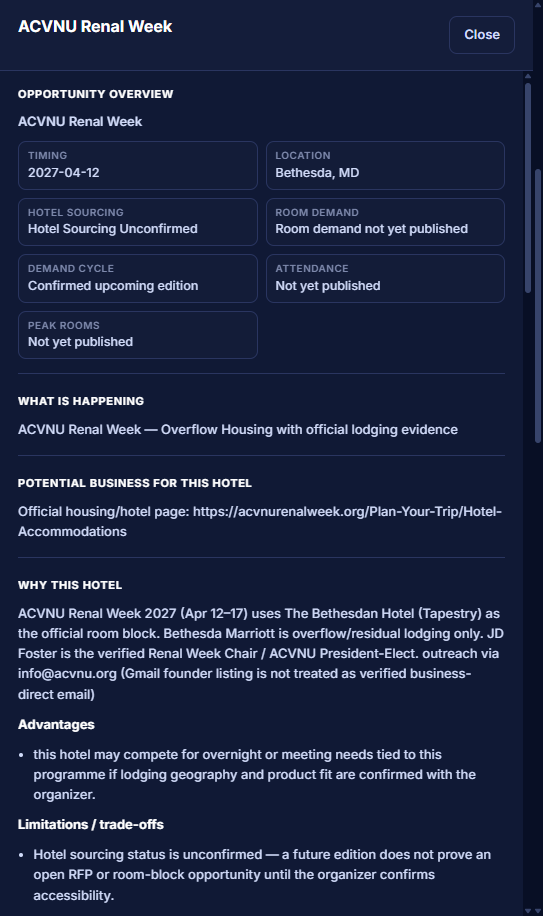 ACVNU Renal Week
Close
OPPORTUNITY OVERVIEW
ACVNU Renal Week
TIMING
2027-04-12
LOCATION
Bethesda, MD
HOTEL SOURCING
Hotel Sourcing Unconfirmed
ROOM DEMAND
Room demand not yet published
DEMAND CYCLE
Confirmed upcoming edition
ATTENDANCE
Not yet published
PEAK ROOMS
Not yet published
WHAT IS HAPPENING
ACVNU Renal Week — Overflow Housing with official lodging evidence
POTENTIAL BUSINESS FOR THIS HOTEL
Official housing/hotel page: https://acvnurenalweek.org/Plan-Your-Trip/Hotel-
Accommodations
WHY THIS HOTEL
ACVNU Renal Week 2027 (Apr 12–17) uses The Bethesdan Hotel (Tapestry) as
the official room block. Bethesda Marriott is overflow/residual lodging only. JD
Foster is the verified Renal Week Chair / ACVNU President-Elect. outreach via
info@acvnu.org (Gmail founder listing is not treated as verified business-
direct email)
Advantages
• this hotel may compete for overnight or meeting needs tied to this
programme if lodging geography and product fit are confirmed with the
organizer.
Limitations / trade-offs
• Hotel sourcing status is unconfirmed — a future edition does not prove an
open RFP or room-block opportunity until the organizer confirms
accessibility.